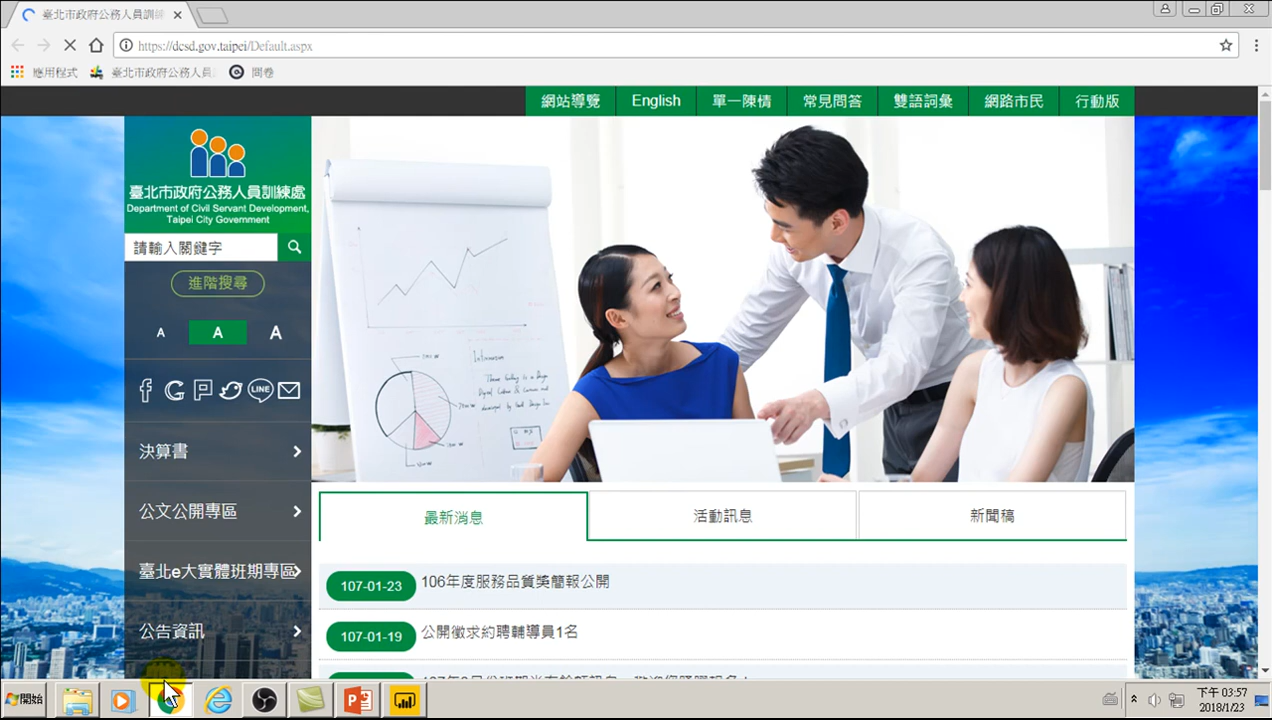 臺北市政府公務人員訓
https://dcsd.gov.taipei/Default.aspx
應用程式
臺北市政府公務人員
問卷
網站導覽
English
單一陳情
常見問答
雙語詞彙
網路市民
行動版
臺北市政府公務人員訓練處
Department of Civil Servant Development,
Taipei City Government
請輸入關鍵字
進階搜尋
A
A
A
LINE
決算書
公文公開專區
臺北e大實體班期專區
公告資訊
最新消息
活動訊息
新聞稿
107-01-23
106年度服務品質獎簡報公開
107-01-19
公開徵求約聘輔導員1名
開始
下午 03:57
2018/1/23